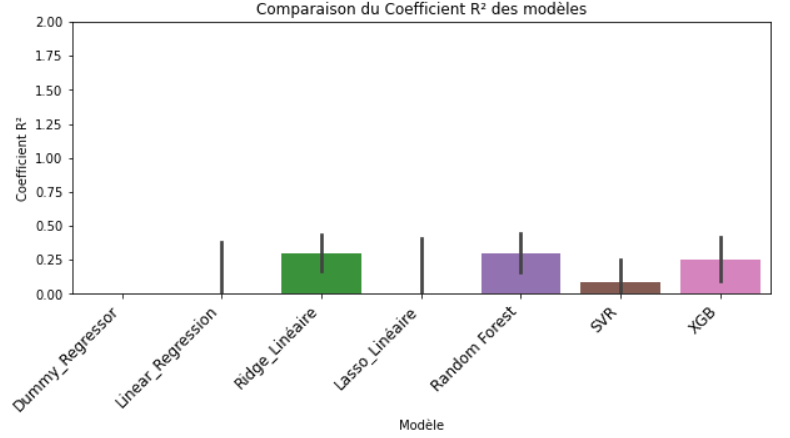 Comparaison du Coefficient R² des modèles
Coefficient R²
2.00
1.75
1.50
1.25
1.00
0.75
0.50
0.25
0.00
Dummy_Regressor
Linear_Regression
Ridge_Linéaire
Lasso_Linéaire
Random Forest
SVR
XGB
Modèle